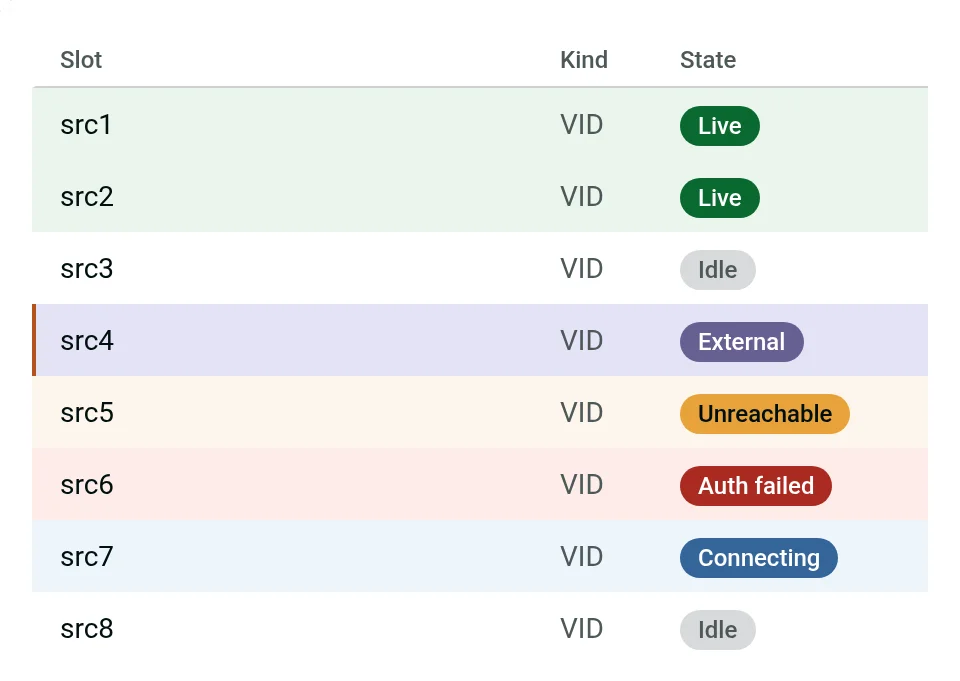 Slot Kind State
src1 VID Live
src2 VID Live
src3 VID Idle
src4 VID External
src5 VID Unreachable
src6 VID Auth failed
src7 VID Connecting
src8 VID Idle